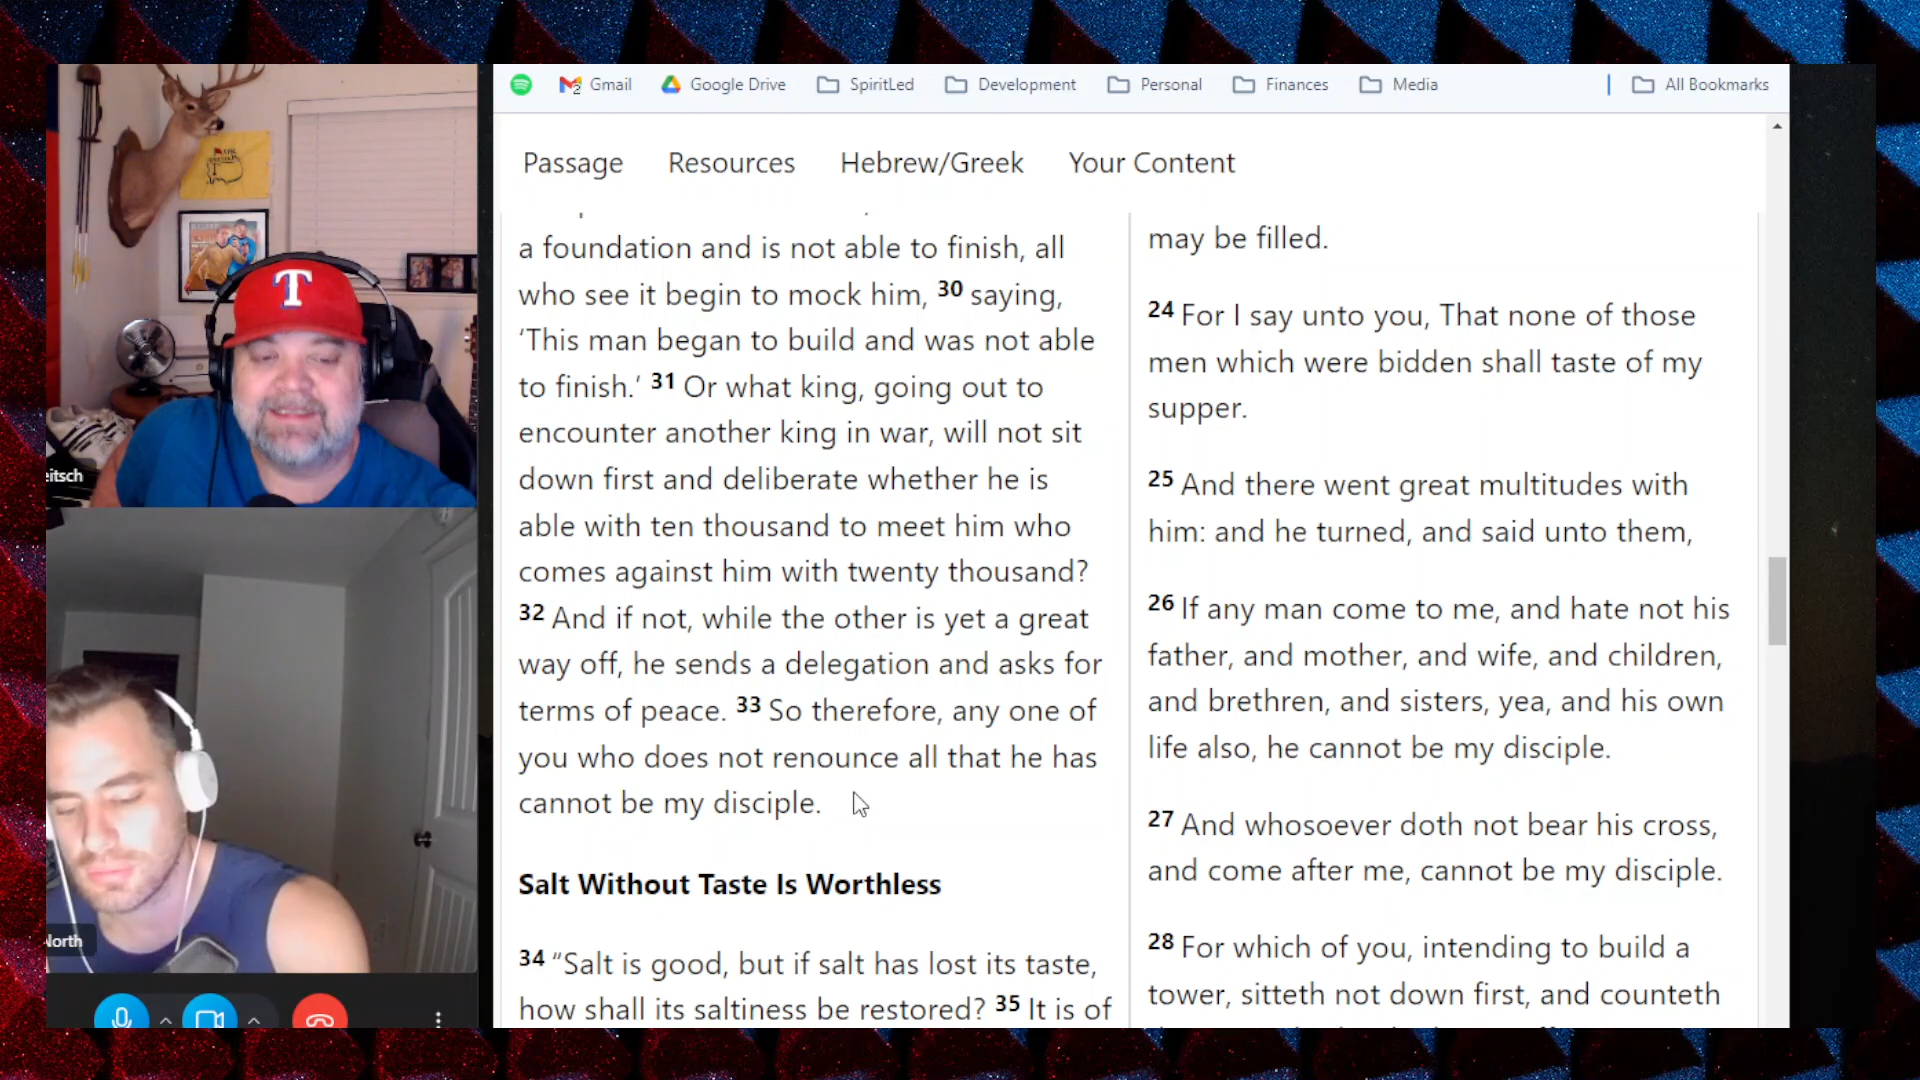 Gmail Google Drive SpiritLed Development Personal Finances Media All Bookmarks
Passage Resources Hebrew/Greek Your Content
a foundation and is not able to finish, all
who see it begin to mock him, 30 saying,
‘This man began to build and was not able
to finish.’ 31 Or what king, going out to
encounter another king in war, will not sit
down first and deliberate whether he is
able with ten thousand to meet him who
comes against him with twenty thousand?
32 And if not, while the other is yet a great
way off, he sends a delegation and asks for
terms of peace. 33 So therefore, any one of
you who does not renounce all that he has
cannot be my disciple.
Salt Without Taste Is Worthless
34 “Salt is good, but if salt has lost its taste,
how shall its saltiness be restored? 35 It is of
may be filled.
24 For I say unto you, That none of those
men which were bidden shall taste of my
supper.
25 And there went great multitudes with
him: and he turned, and said unto them,
26 If any man come to me, and hate not his
father, and mother, and wife, and children,
and brethren, and sisters, yea, and his own
life also, he cannot be my disciple.
27 And whosoever doth not bear his cross,
and come after me, cannot be my disciple.
28 For which of you, intending to build a
tower, sitteth not down first, and counteth
T
eitsch
North